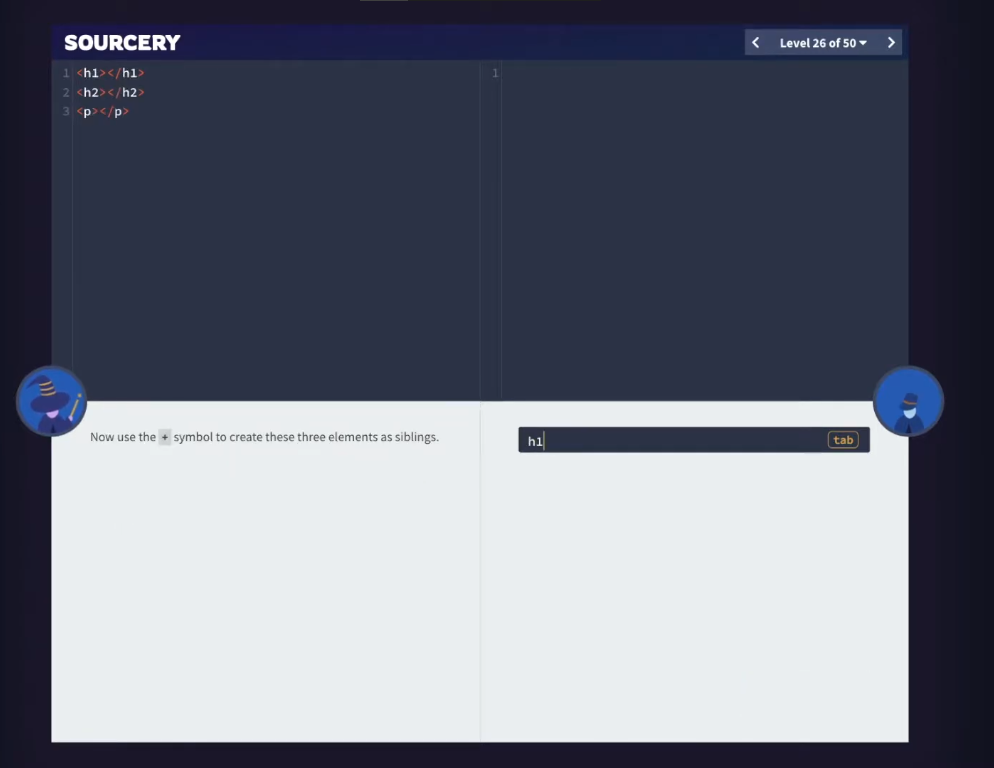 SOURCERY
Level 26 of 50
1 <h1></h1>
2 <h2></h2>
3 <p></p>
1
Now use the + symbol to create these three elements as siblings.
h1
tab